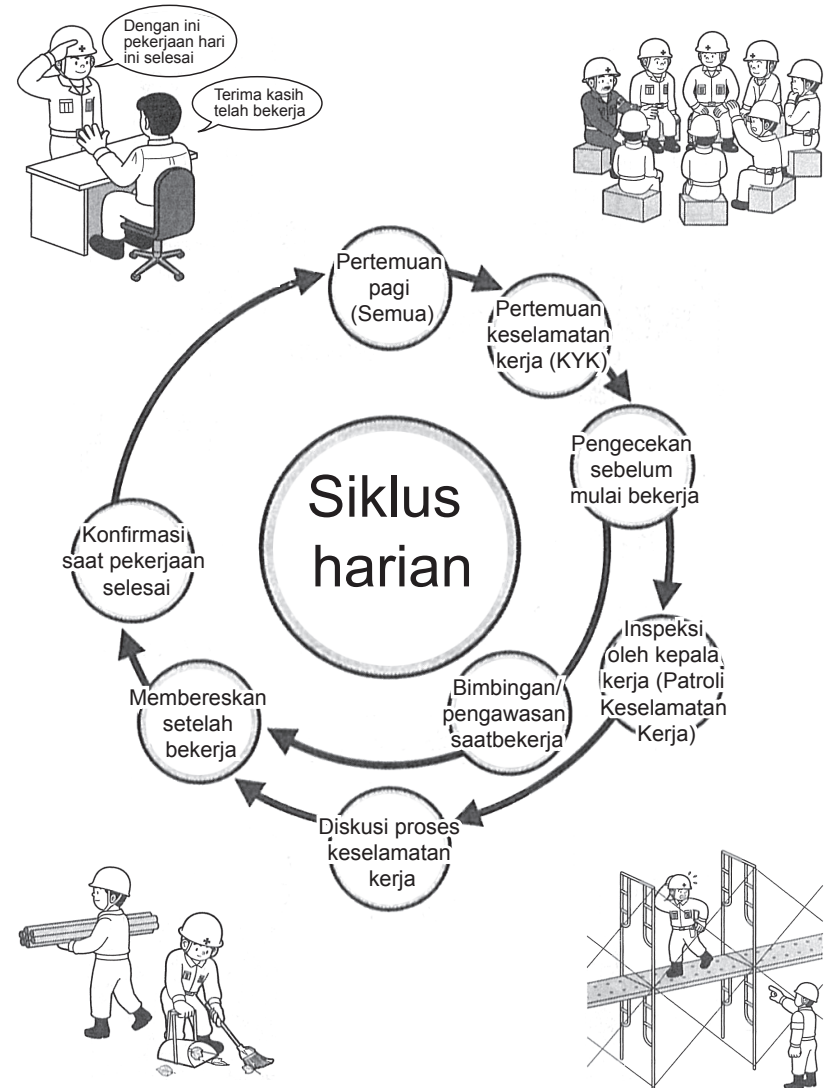 Dengan ini
pekerjaan hari
ini selesai
Terima kasih
telah bekerja
Pertemuan
pagi
(Semua)
Pertemuan
keselamatan
kerja (KYK)
Pengecekan
sebelum
mulai bekerja
Siklus
harian
Konfirmasi
saat pekerjaan
selesai
Inspeksi
oleh kepala
kerja (Patroli
Keselamatan
Kerja)
Bimbingan/
pengawasan
saatbekerja
Membereskan
setelah
bekerja
Diskusi proses
keselamatan
kerja